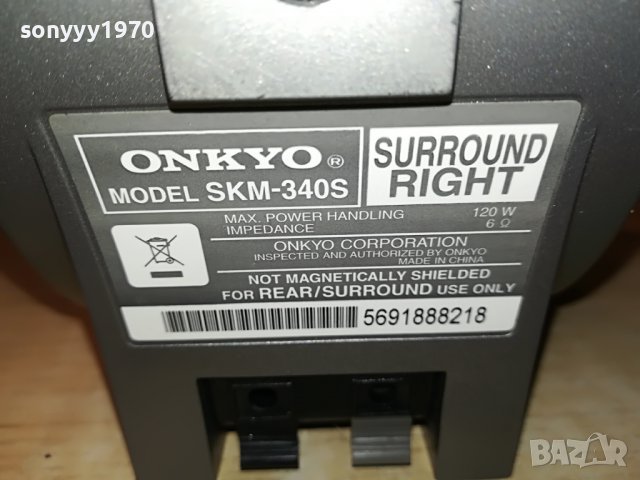 sonyyy1970
ONKYO®
MODEL SKM-340S
SURROUND
RIGHT
MAX. POWER HANDLING 120 W
IMPEDANCE 6 Ω
ONKYO CORPORATION
INSPECTED AND AUTHORIZED BY ONKYO
MADE IN CHINA
NOT MAGNETICALLY SHIELDED
FOR REAR/SURROUND USE ONLY
5691888218
BAZAR